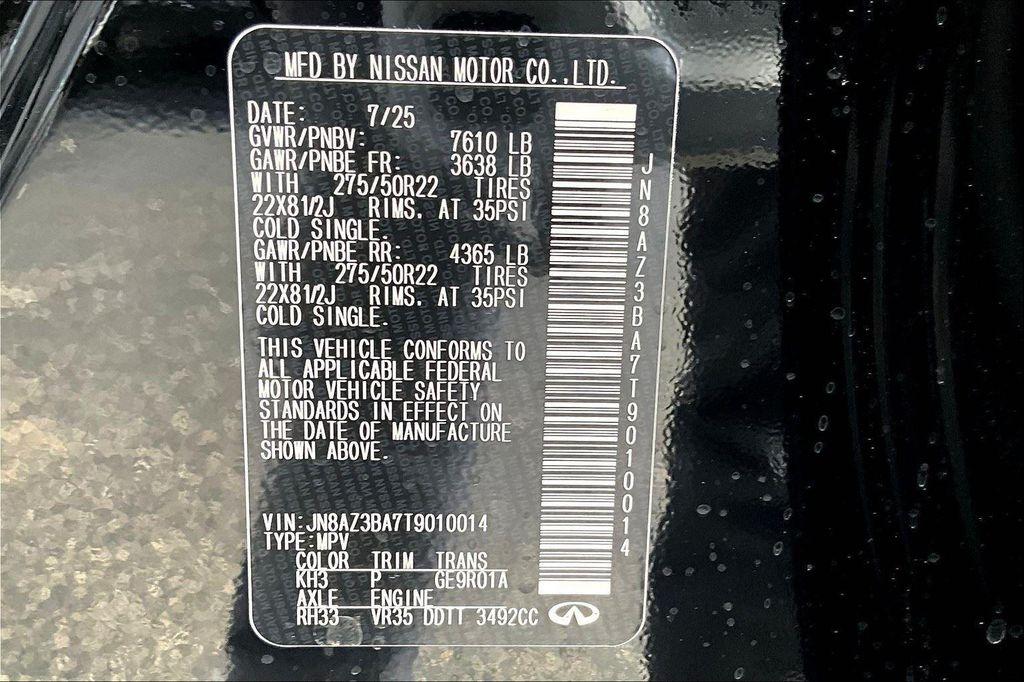 MFD BY NISSAN MOTOR CO.,LTD.
DATE: 7/25
GVWR/PNBV: 7610 LB
GAWR/PNBE FR: 3638 LB
WITH 275/50R22 TIRES
22X81/2J RIMS. AT 35PSI
COLD SINGLE.
GAWR/PNBE RR: 4365 LB
WITH 275/50R22 TIRES
22X81/2J RIMS. AT 35PSI
COLD SINGLE.
THIS VEHICLE CONFORMS TO
ALL APPLICABLE FEDERAL
MOTOR VEHICLE SAFETY
STANDARDS IN EFFECT ON
THE DATE OF MANUFACTURE
SHOWN ABOVE.
VIN:JN8AZ3BA7T9010014
TYPE:MPV
COLOR TRIM TRANS
KH3 P GE9R01A
AXLE ENGINE
RH33 VR35 DDTT 3492CC
JN8AZ3BA7T9010014